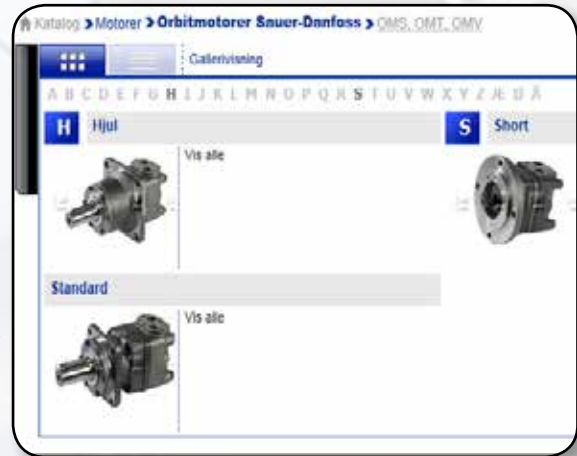 Katalog > Motorer > Orbitmotorer Sauer-Danfoss > OMS, OMT, OMV
Gallerivisning
A B C D E F G H I J K L M N O P Q R S T U V W X Y Z Æ Ø Å
H Hjul
Vis alle
S Short
Standard
Vis alle